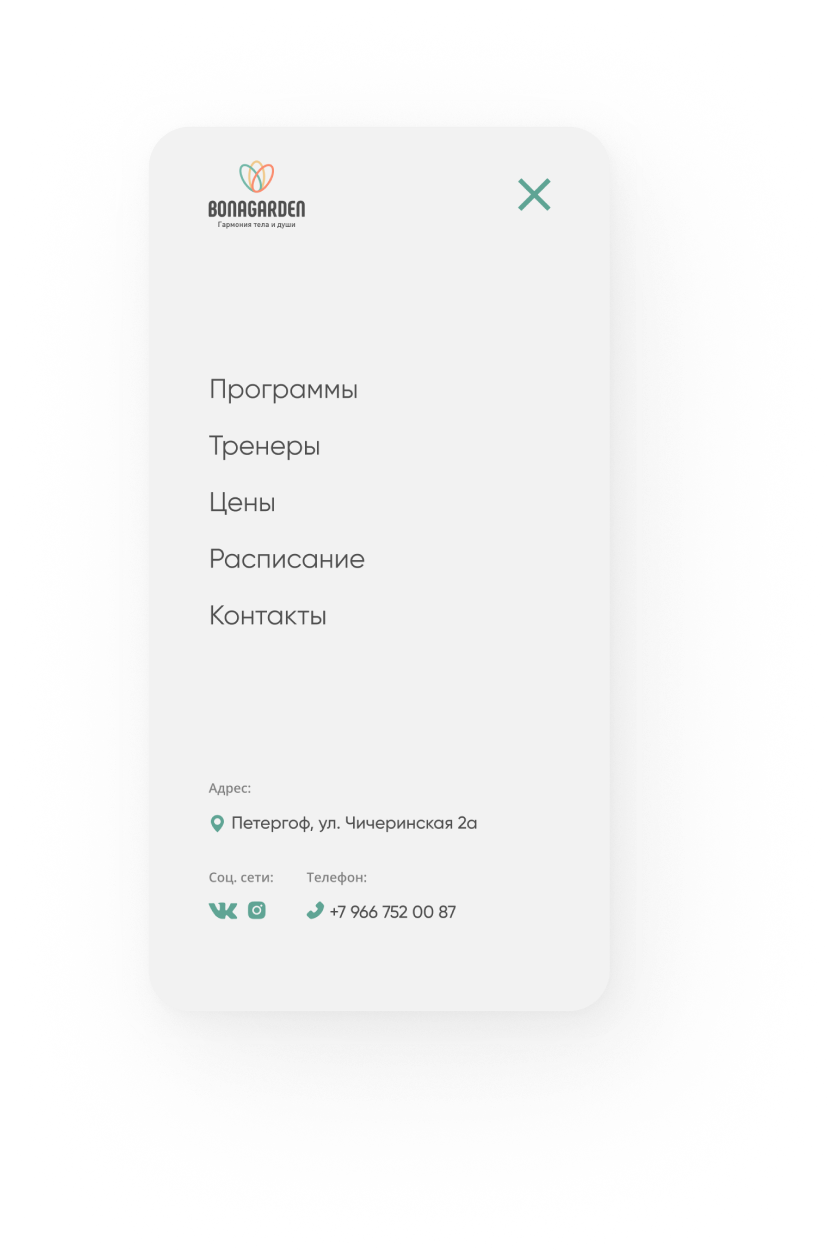 BONAGARDEN
Гармония тела и души
Программы
Тренеры
Цены
Расписание
Контакты
Адрес:
Петергоф, ул. Чичеринская 2а
Соц. сети:
Телефон:
+7 966 752 00 87